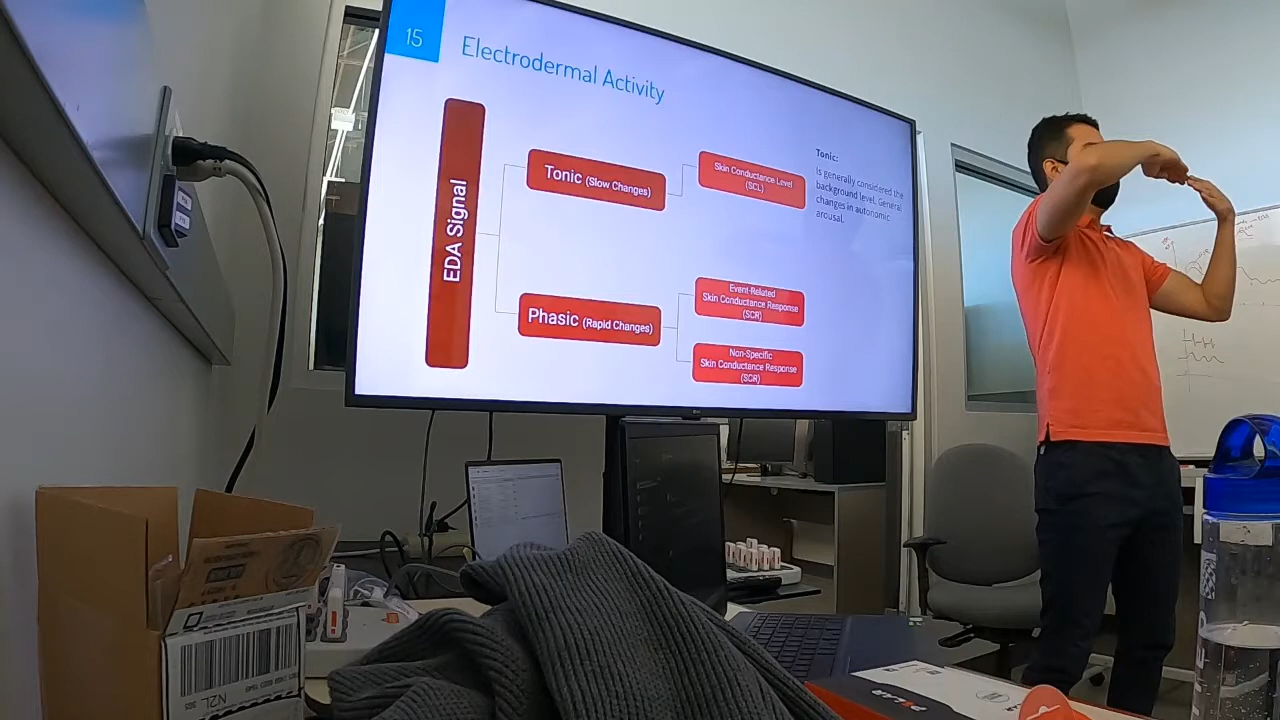 15
Electrodermal Activity
EDA Signal
Tonic (Slow Changes)
Skin Conductance Level
(SCL)
Tonic:
Is generally considered the
background level. General
changes in autonomic
arousal.
Phasic (Rapid Changes)
Event-Related
Skin Conductance Response
(SCR)
Non-Specific
Skin Conductance Response
(SCR)
N2L